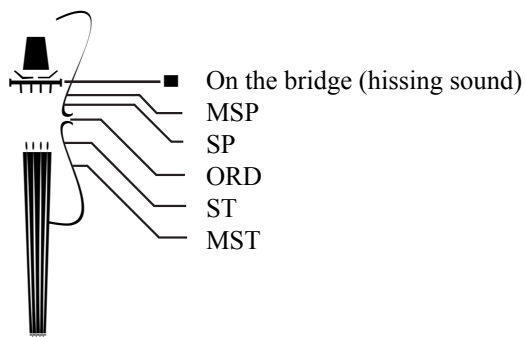 On the bridge (hissing sound)
MSP
SP
ORD
ST
MST